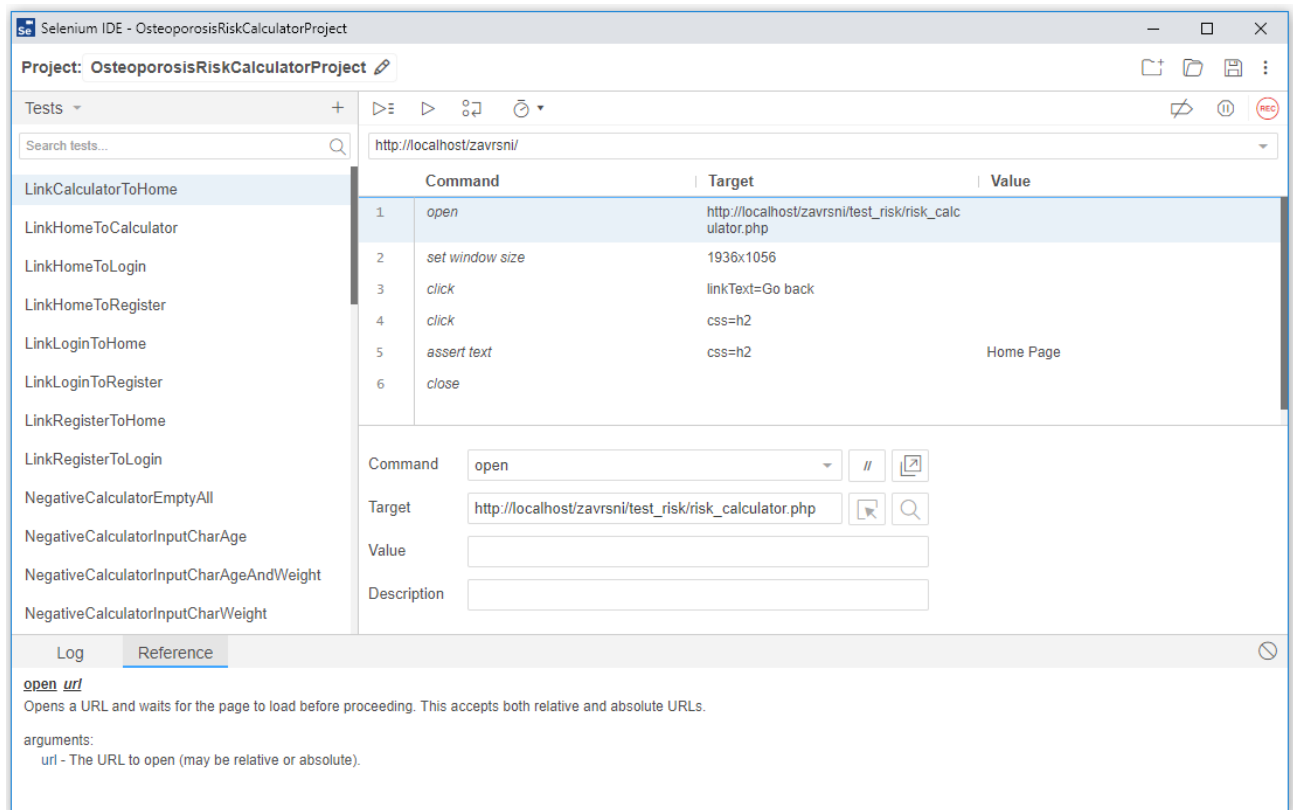 Se Selenium IDE - OsteoporosisRiskCalculatorProject
Project: OsteoporosisRiskCalculatorProject
Tests
REC
Search tests...
http://localhost/zavrsni/
LinkCalculatorToHome
LinkHomeToCalculator
LinkHomeToLogin
LinkHomeToRegister
LinkLoginToHome
LinkLoginToRegister
LinkRegisterToHome
LinkRegisterToLogin
NegativeCalculatorEmptyAll
NegativeCalculatorInputCharAge
NegativeCalculatorInputCharAgeAndWeight
NegativeCalculatorInputCharWeight
Command Target Value
1 open http://localhost/zavrsni/test_risk/risk_calc
ulator.php
2 set window size 1936x1056
3 click linkText=Go back
4 click css=h2
5 assert text css=h2 Home Page
6 close
Command open //
Target http://localhost/zavrsni/test_risk/risk_calculator.php
Value
Description
Log Reference
open url
Opens a URL and waits for the page to load before proceeding. This accepts both relative and absolute URLs.
arguments:
url - The URL to open (may be relative or absolute).